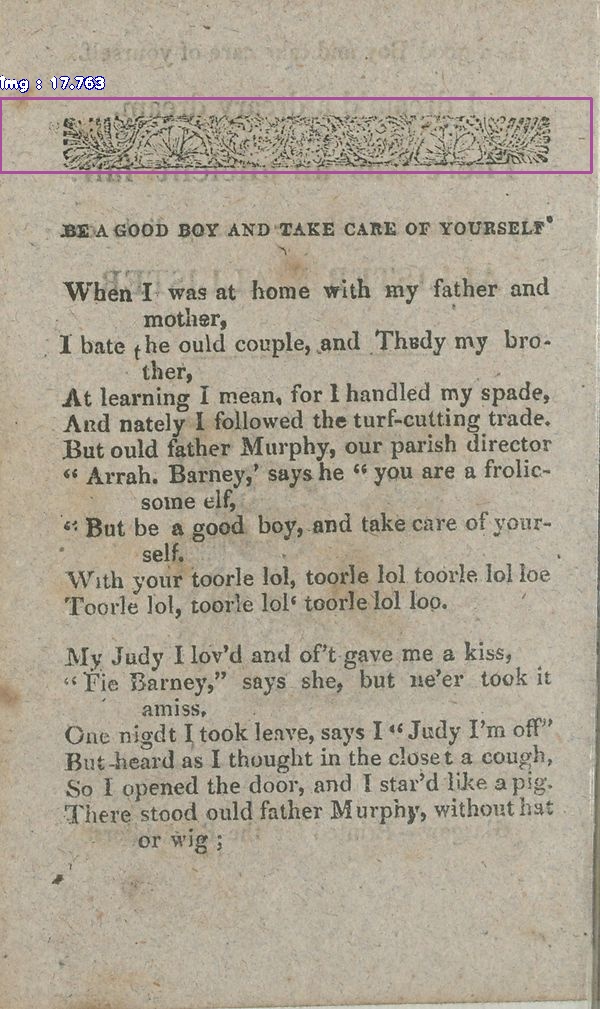 Img : 17.763
BE A GOOD BOY AND TAKE CARE OF YOURSELF
When I was at home with my father and
mother,
I bate the ould couple, and Thady my bro-
ther,
At learning I mean, for I handled my spade,
And nately I followed the turf-cutting trade.
But ould father Murphy, our parish director
“ Arrah. Barney,’ says he “ you are a frolic-
some elf,
“ But be a good boy, and take care of your-
self.
With your toorle lol, toorle lol toorle lol loe
Toorle lol, toorle lol‘ toorle lol loo.
My Judy I lov’d and of’t gave me a kiss,
“ Fie Barney,” says she, but ne’er took it
amiss,
One nigdt I took leave, says I “ Judy I’m off”
But heard as I thought in the closet a cough,
So I opened the door, and I star’d like a pig.
There stood ould father Murphy, without hat
or wig ;